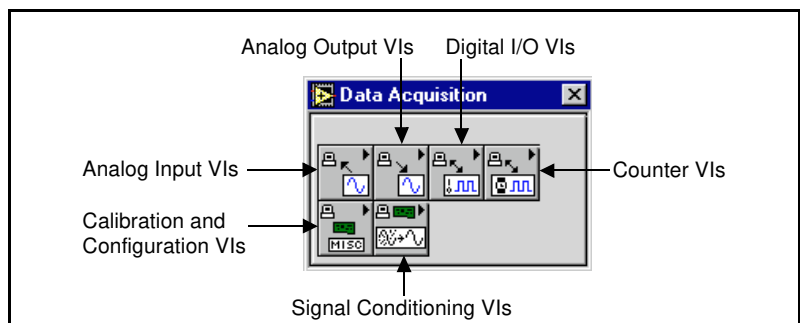 Analog Output VIs
Digital I/O VIs
Data Acquisition
Analog Input VIs
Counter VIs
Calibration and
Configuration VIs
MISC
Signal Conditioning VIs